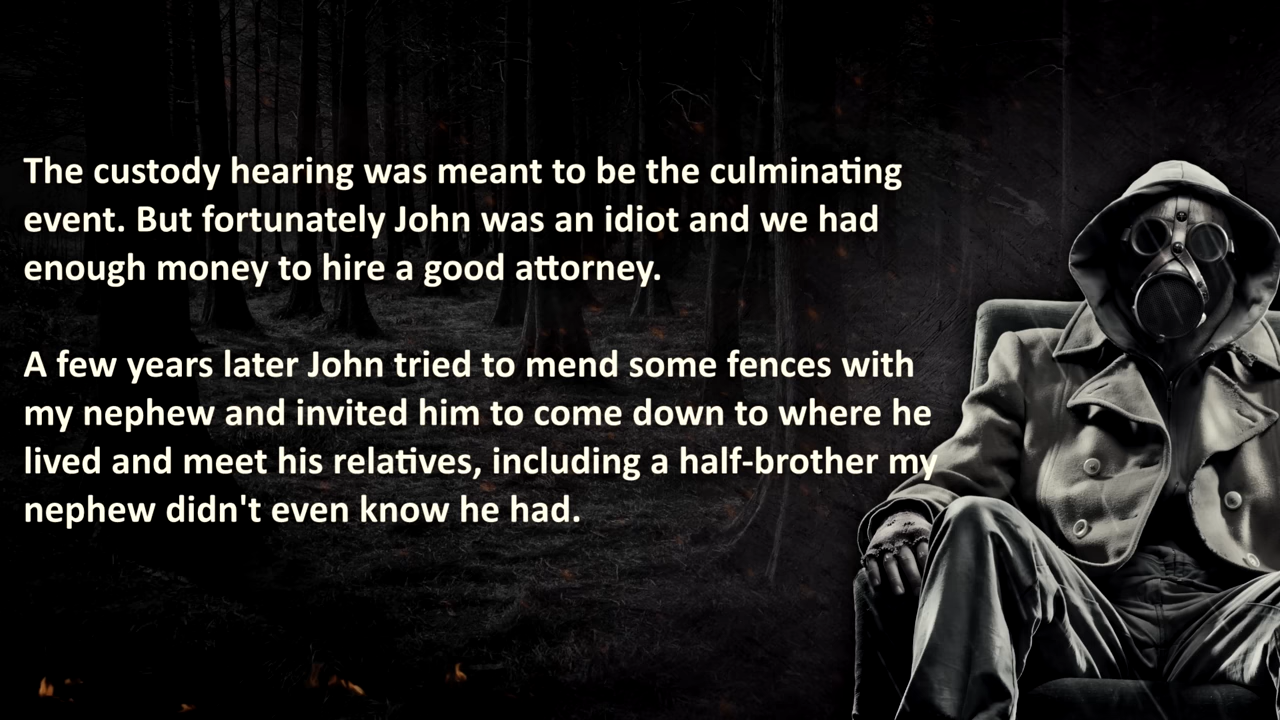 The custody hearing was meant to be the culminating
event. But fortunately John was an idiot and we had
enough money to hire a good attorney.
A few years later John tried to mend some fences with
my nephew and invited him to come down to where he
lived and meet his relatives, including a half-brother my
nephew didn't even know he had.